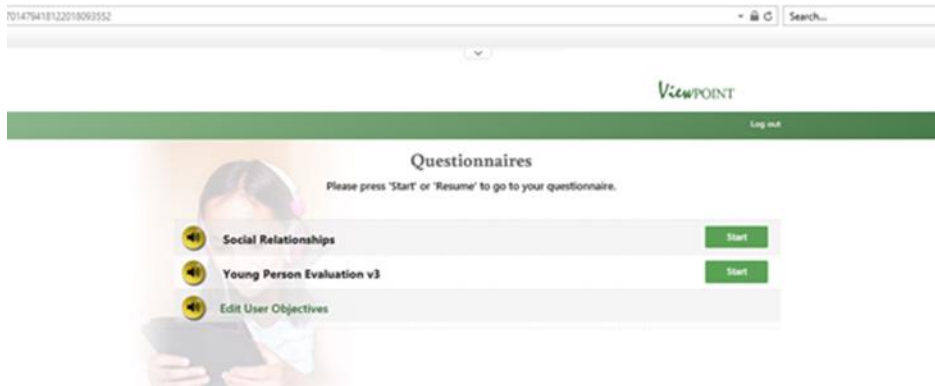 701479418122018093552
Search...
ViewPOINT
Log out
Questionnaires
Please press 'Start' or 'Resume' to go to your questionnaire.
Social Relationships Start
Young Person Evaluation v3 Start
Edit User Objectives